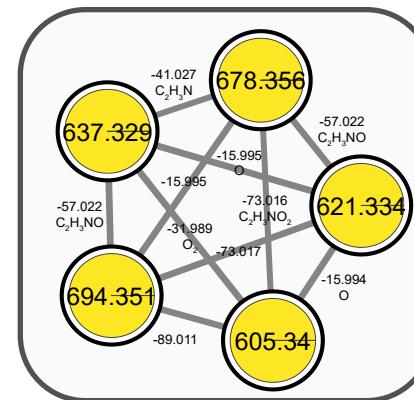 -41.027
C₂H₃N
678.356
637.329
-57.022
C₂H₃NO
-15.995
O
-15.995
-57.022
C₂H₃NO
-73.016
C₂H₃NO₂
621.334
-31.989
O₂
-73.017
694.351
-15.994
O
605.34
-89.011